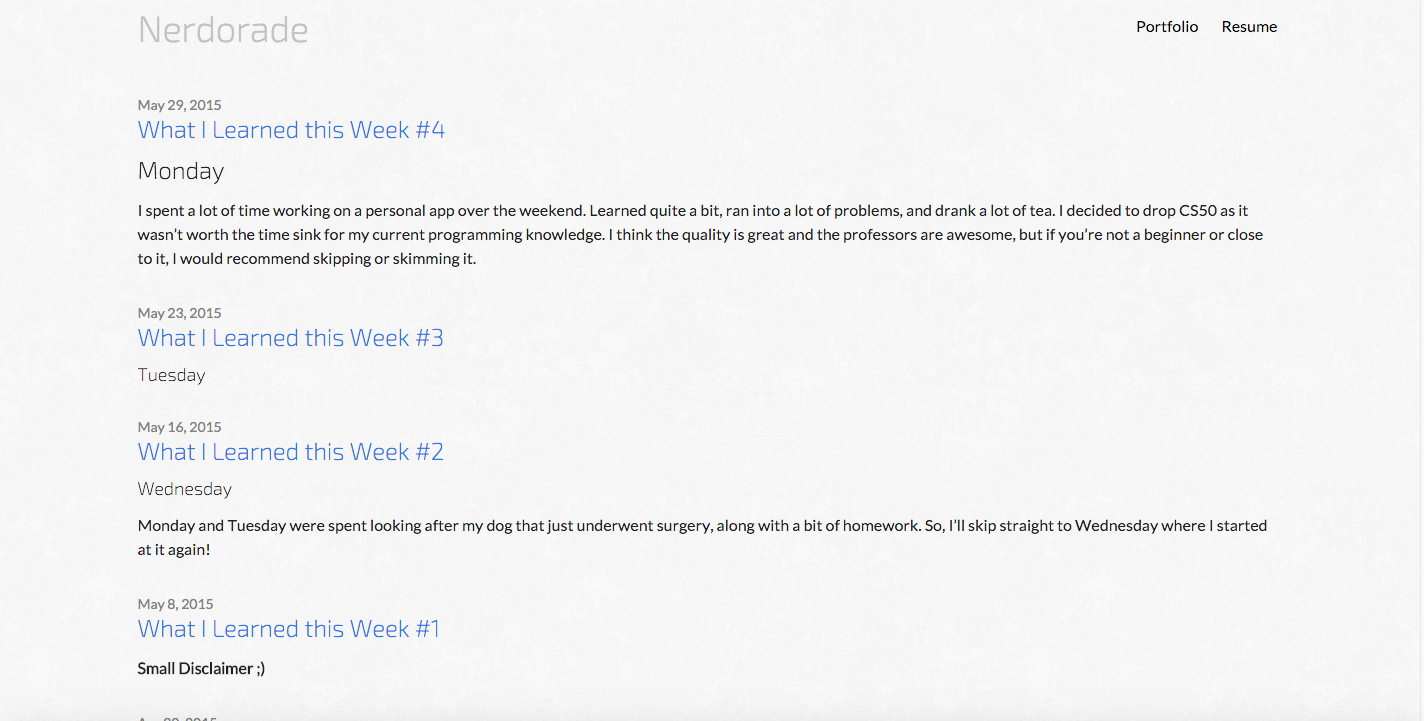 Nerdorade
Portfolio Resume
May 29, 2015
What I Learned this Week #4
Monday
I spent a lot of time working on a personal app over the weekend. Learned quite a bit, ran into a lot of problems, and drank a lot of tea. I decided to drop CS50 as it
wasn’t worth the time sink for my current programming knowledge. I think the quality is great and the professors are awesome, but if you’re not a beginner or close
to it, I would recommend skipping or skimming it.
May 23, 2015
What I Learned this Week #3
Tuesday
May 16, 2015
What I Learned this Week #2
Wednesday
Monday and Tuesday were spent looking after my dog that just underwent surgery, along with a bit of homework. So, I’ll skip straight to Wednesday where I started
at it again!
May 8, 2015
What I Learned this Week #1
Small Disclaimer ;)